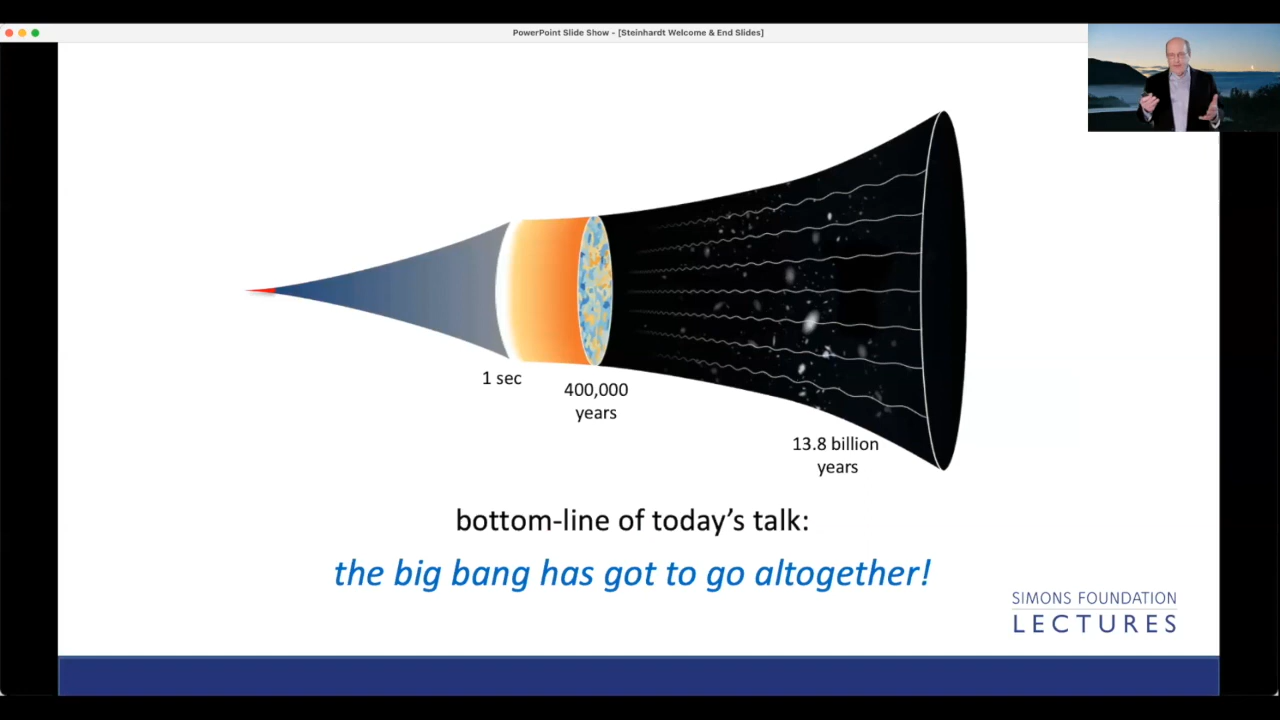 PowerPoint Slide Show - [Steinhardt Welcome & End Slides]
1 sec
400,000
years
13.8 billion
years
bottom-line of today’s talk:
the big bang has got to go altogether!
SIMONS FOUNDATION
LECTURES